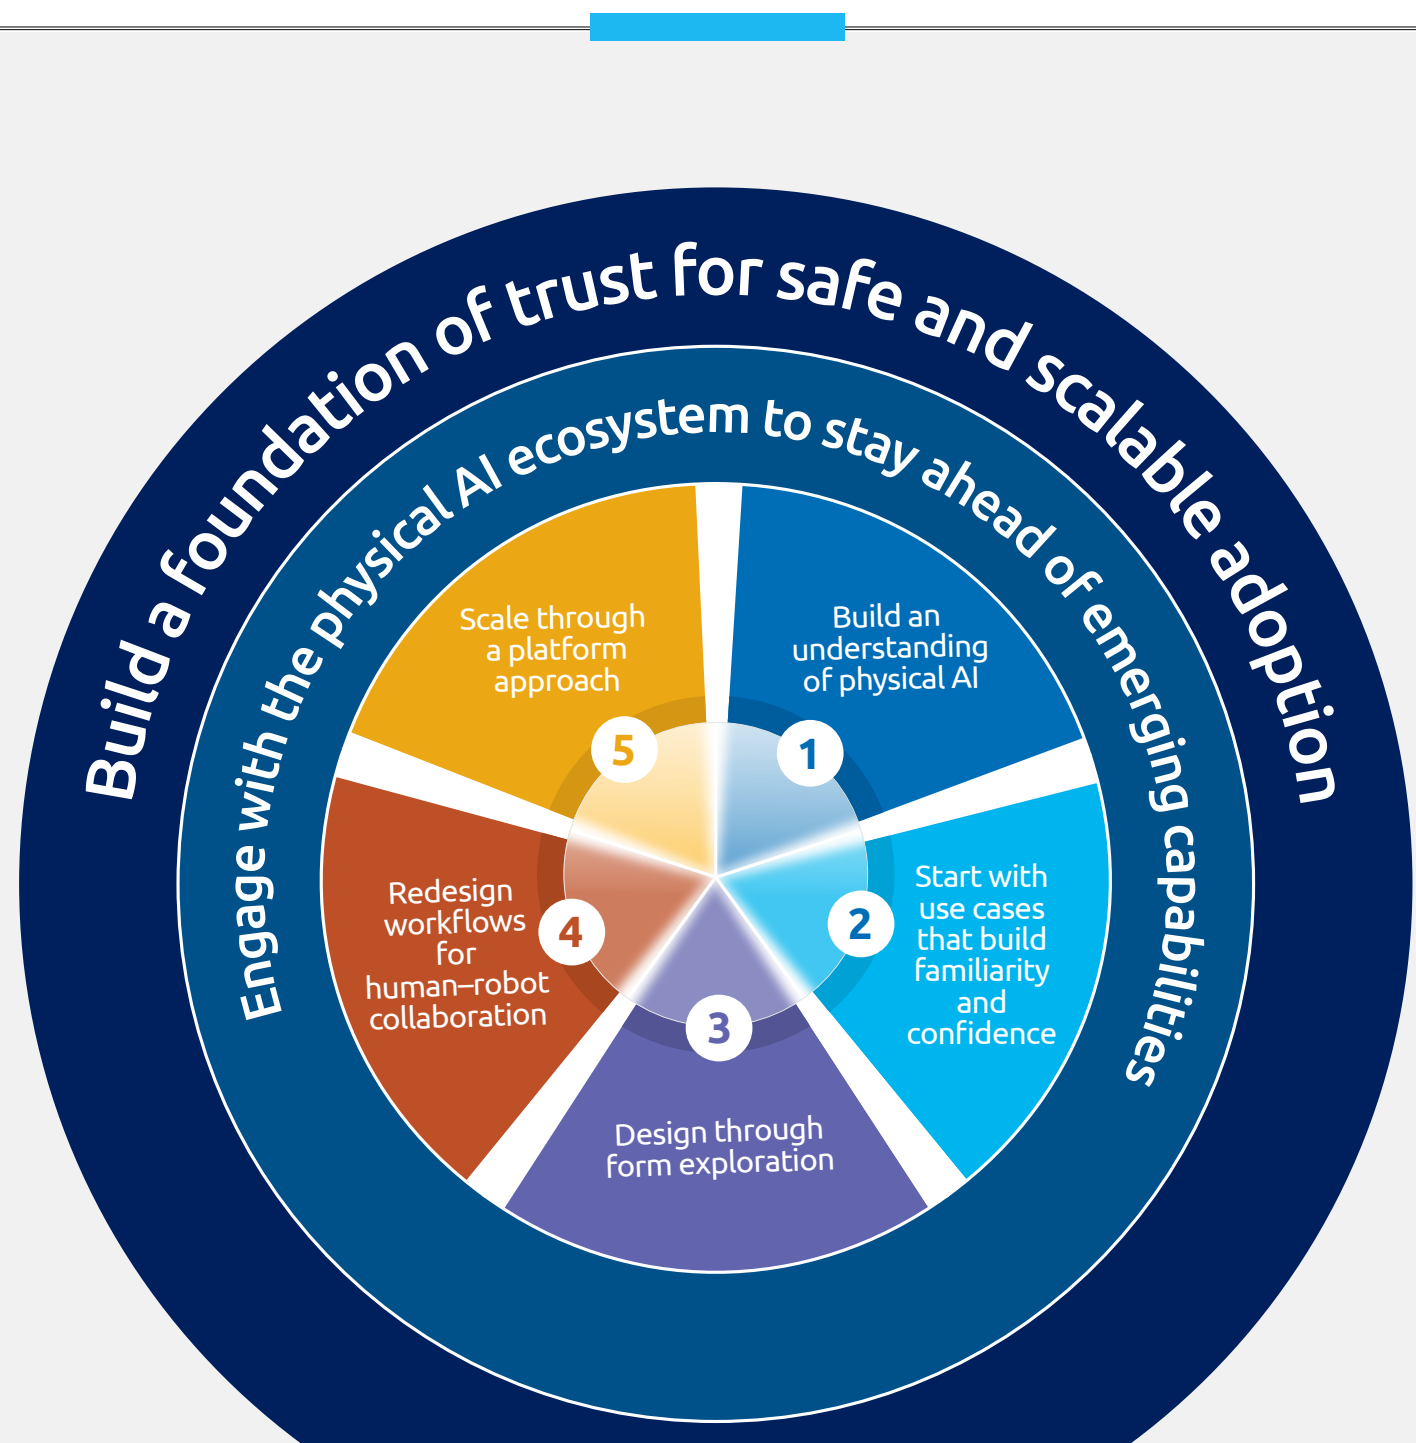 Build a foundation of trust for safe and scalable adoption
Engage with the physical AI ecosystem to stay ahead of emerging capabilities
1
Build an
understanding
of physical AI
2
Start with
use cases
that build
familiarity
and
confidence
3
Design through
form exploration
4
Redesign
workflows
for
human–robot
collaboration
5
Scale through
a platform
approach